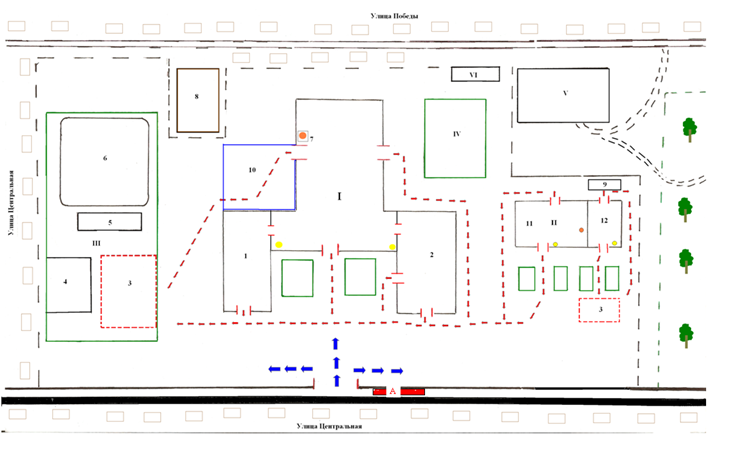 Улица Победы
VI
V
8
IV
7
6
10
9
Улица Центральная
I
11
II
12
5
III
1
2
4
3
3
А
Улица Центральная